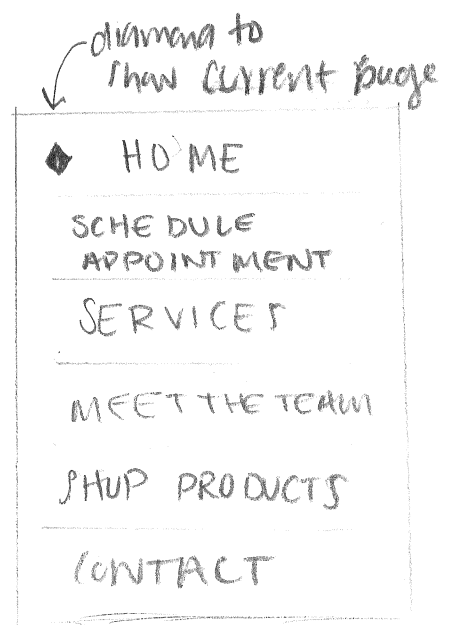 diamond to
show current page
HOME
SCHEDULE
APPOINTMENT
SERVICES
MEET THE TEAM
SHOP PRODUCTS
CONTACT